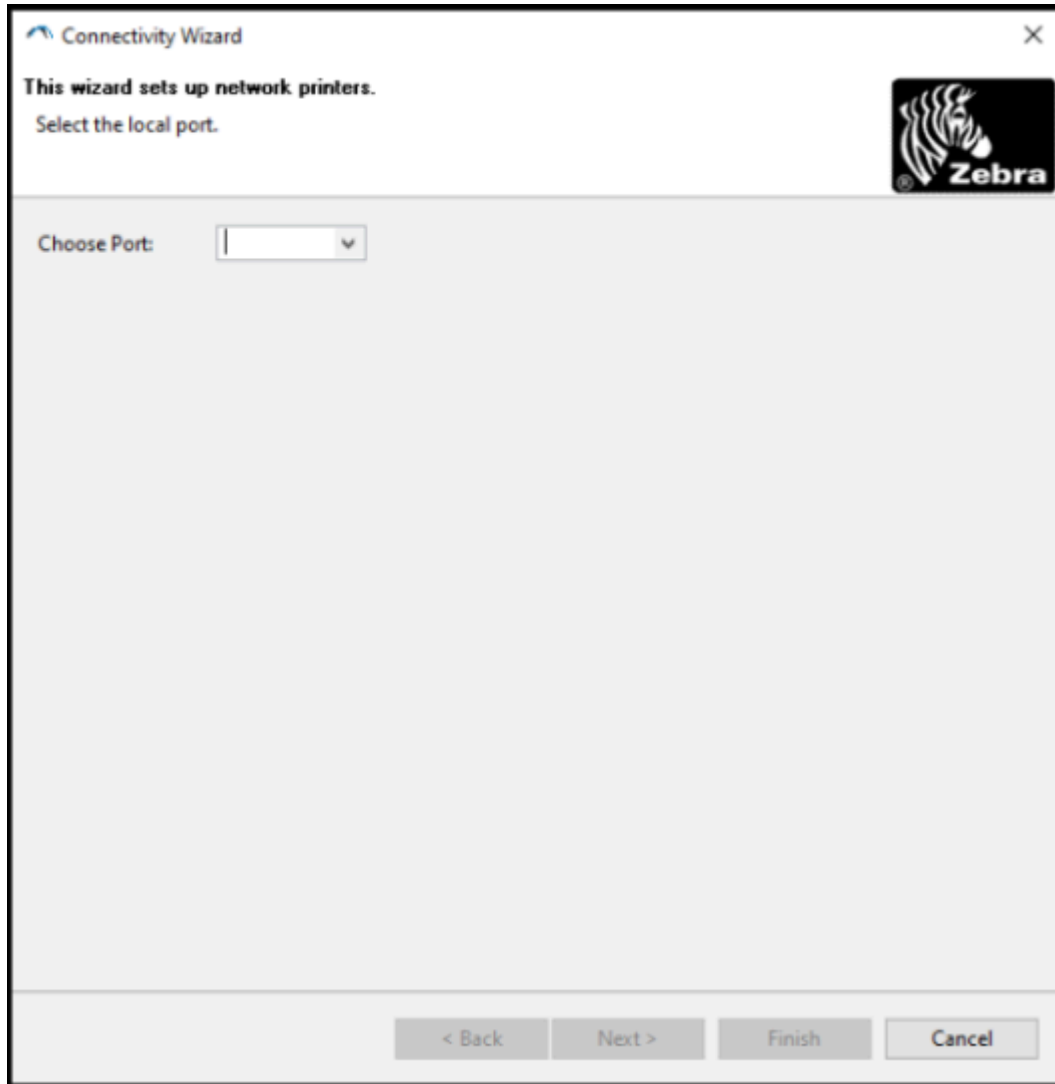 Connectivity Wizard
This wizard sets up network printers.
Select the local port.
® Zebra
Choose Port:
< Back Next > Finish Cancel